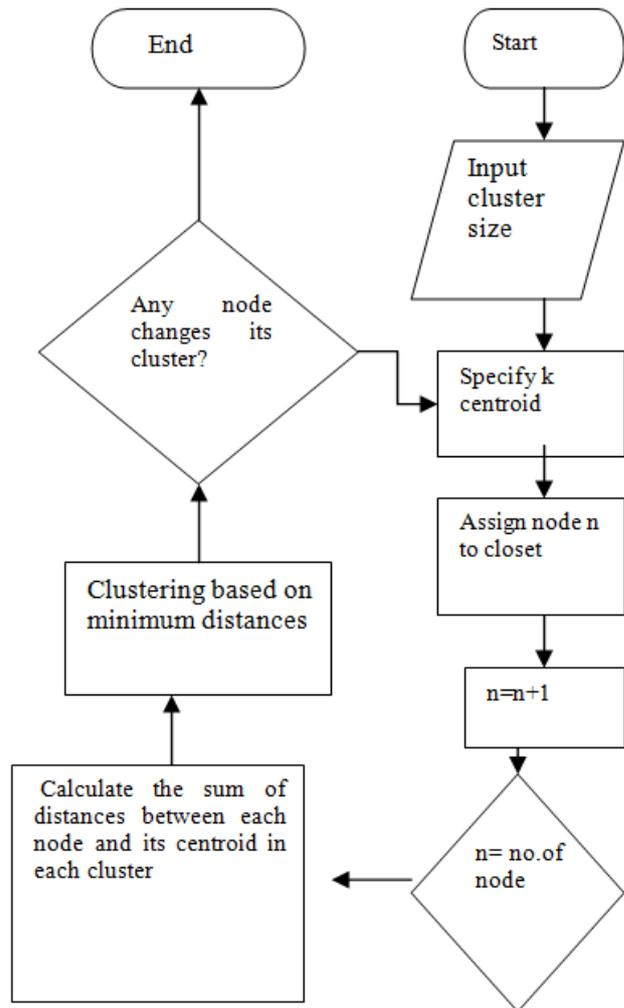 End
Start
Input
cluster
size
Any node
changes its
cluster?
Specify k
centroid
Assign node n
to closet
Clustering based on
minimum distances
n=n+1
Calculate the sum of
distances between each
node and its centroid in
each cluster
n= no.of
node